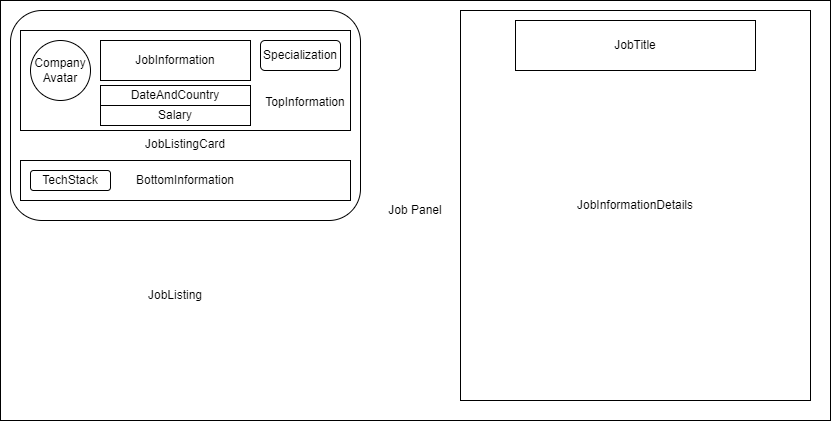 Company
Avatar
JobInformation
Specialization
DateAndCountry
Salary
TopInformation
JobListingCard
TechStack
BottomInformation
JobListing
Job Panel
JobTitle
JobInformationDetails